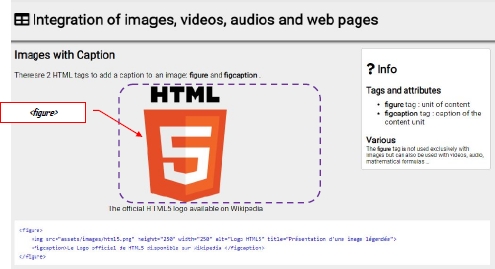 Integration of images, videos, audios and web pages
Images with Caption
Thereare 2 HTML tags to add a caption to an image: figure and figcaption .
<figure>
HTML
5
The official HTML5 logo available on Wikipedia
? Info
Tags and attributes
• figure tag : unit of content
• figcaption tag : caption of the
content unit
Various
The figure tag is not used exclusively with
images but can also be used with videos, audio,
mathematical formulas ...
<figure>
<img src="assets/images/html5.png" height="250" width="250" alt="Logo HTML5" title="Présentation d'une image légendée">
<figcaption>Le Logo officiel de HTML5 disponible sur Wikipedia </figcaption>
</figure>